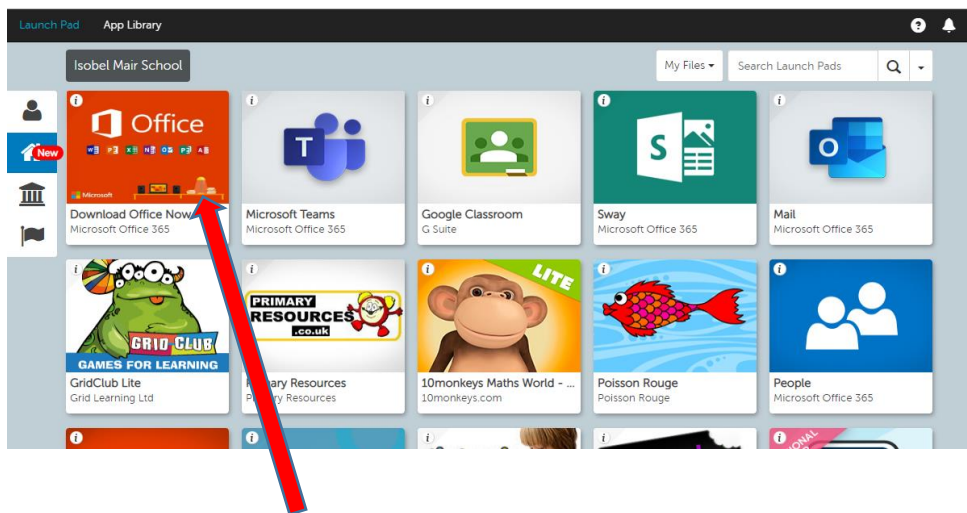 Launch Pad App Library
Isobel Mair School
My Files
Search Launch Pads
New
Office
Microsoft
Download Office Now
Microsoft Office 365
T
Microsoft Teams
Microsoft Office 365
Google Classroom
G Suite
S
Sway
Microsoft Office 365
O
Mail
Microsoft Office 365
GRID CLUB
GAMES FOR LEARNING
GridClub Lite
Grid Learning Ltd
PRIMARY
RESOURCES
.co.uk
Resources
Resources
LITE
10monkeys Maths World - ...
10monkeys.com
Poisson Rouge
Poisson Rouge
People
Microsoft Office 365